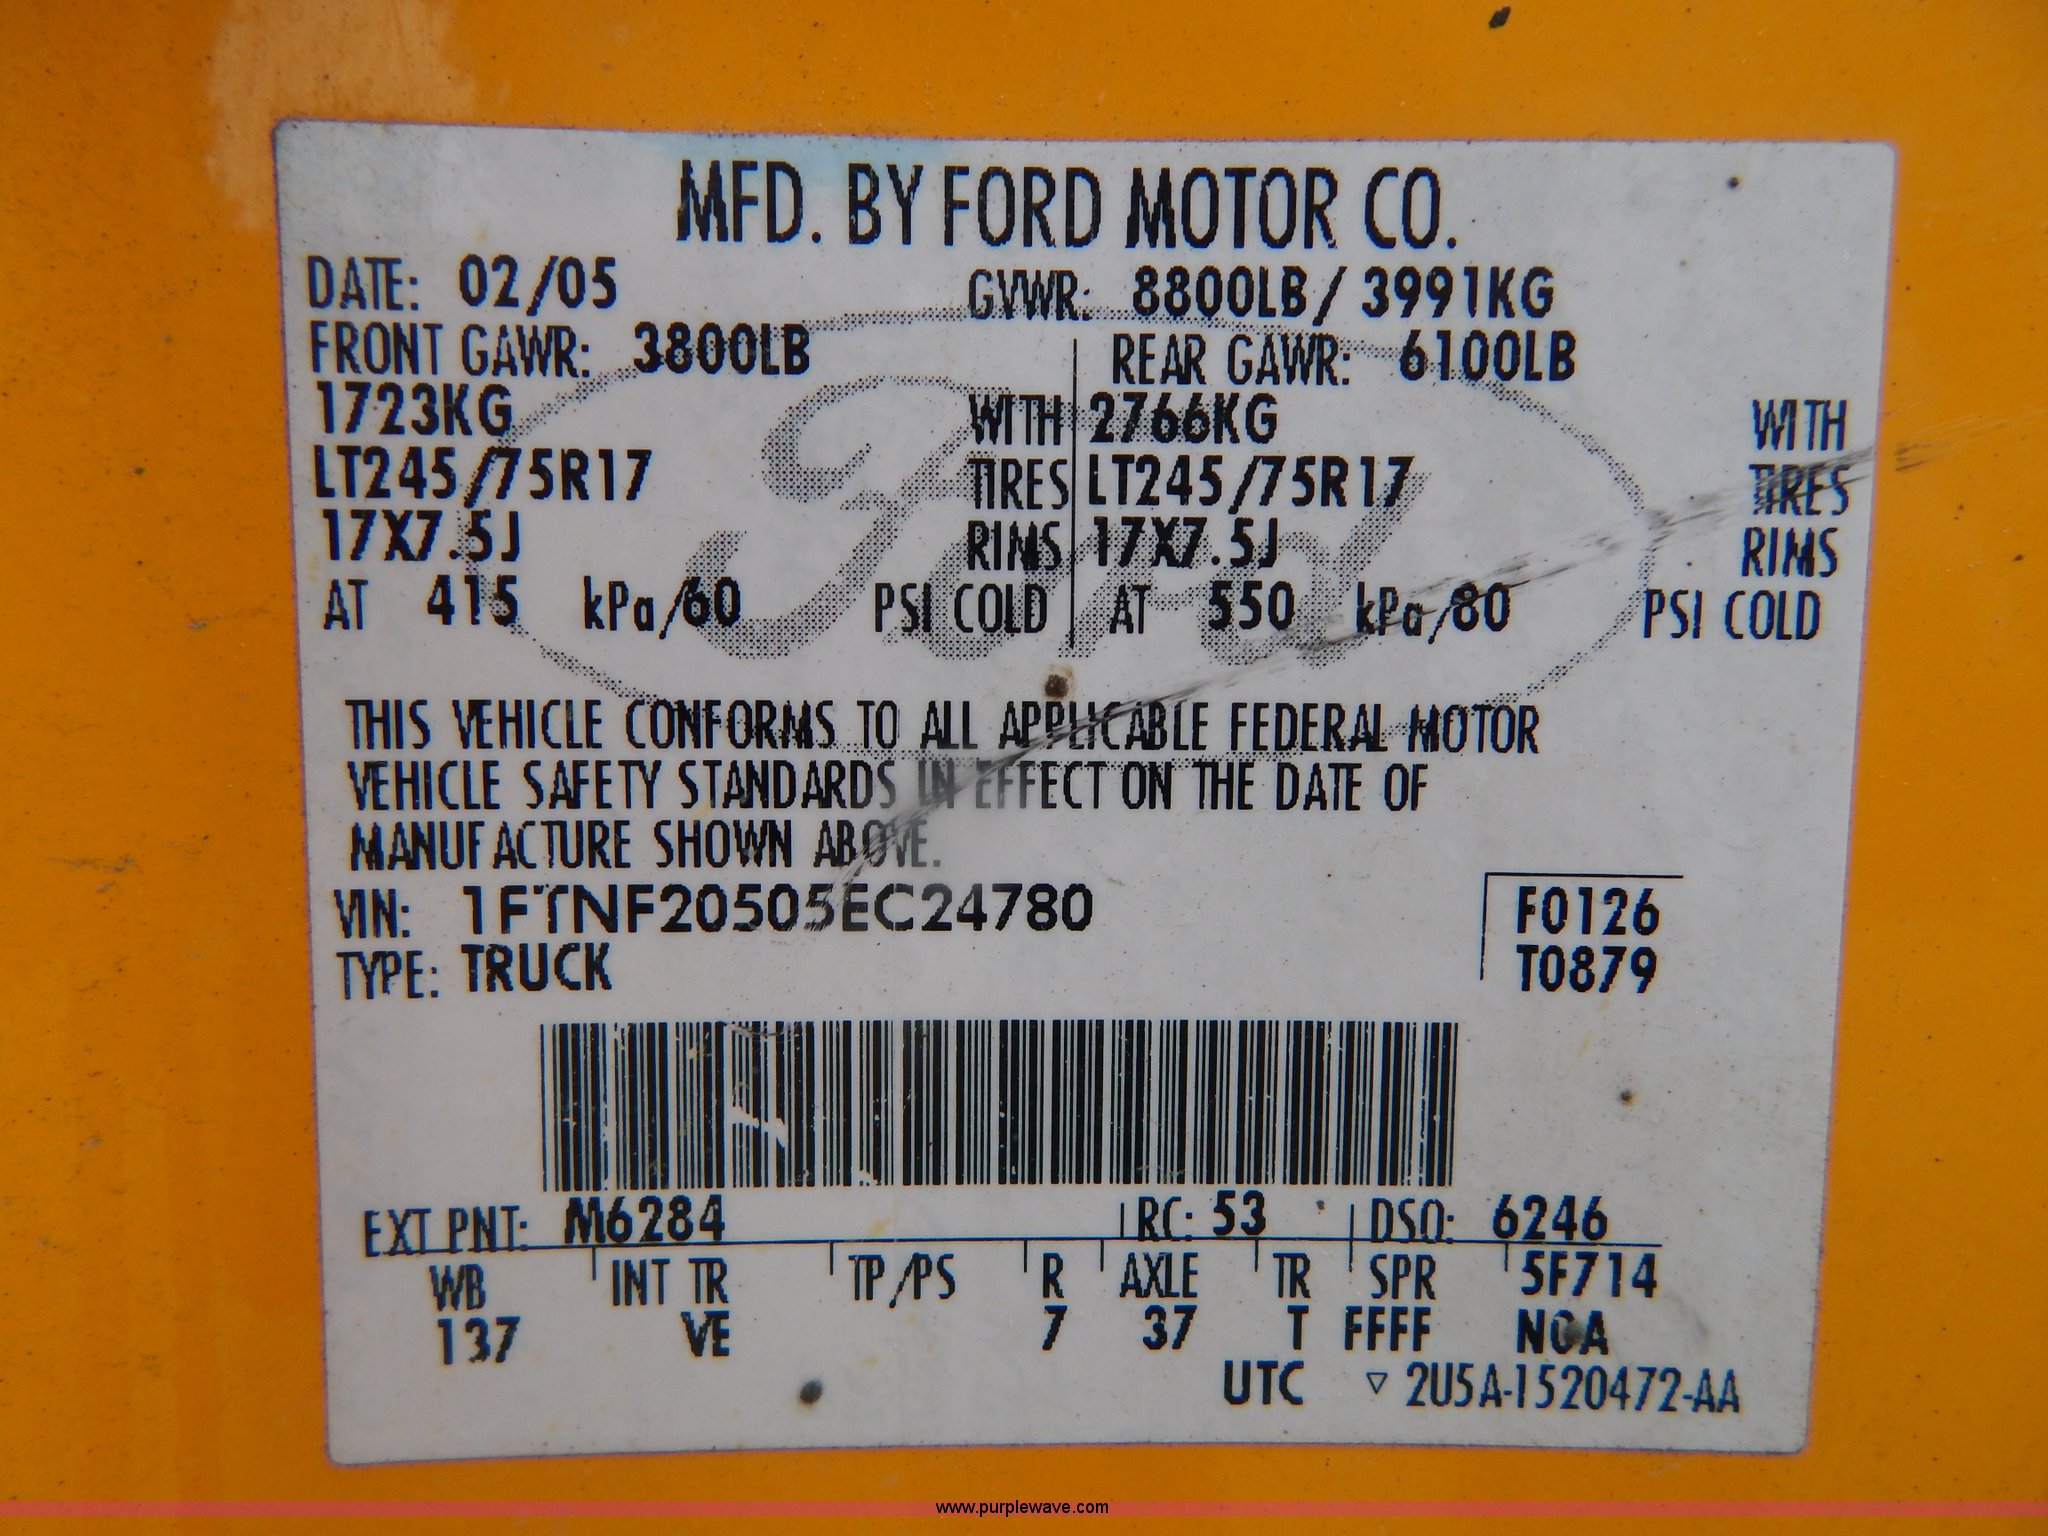 MFD. BY FORD MOTOR CO.
DATE: 02/05 GVWR: 8800LB/ 3991KG
FRONT GAWR: 3800LB REAR GAWR: 6100LB
1723KG WITH 2766KG WITH
LT245/75R17 TIRES LT245/75R17 TIRES
17X7.5J RIMS 17X7.5J RIMS
AT 415 kPa/60 PSI COLD AT 550 kPa/80 PSI COLD
Ford
THIS VEHICLE CONFORMS TO ALL APPLICABLE FEDERAL MOTOR
VEHICLE SAFETY STANDARDS IN EFFECT ON THE DATE OF
MANUFACTURE SHOWN ABOVE.
VIN: 1FTNF20505EC24780 F0126
TYPE: TRUCK T0879
EXT PNT: M6284 RC: 53 DSO: 6246
WB INT TR TP/PS R AXLE TR SPR 5F714
137 VE 7 37 T FFFF NOA
UTC ▽ 2U5A-1520472-AA
www.purplewave.com